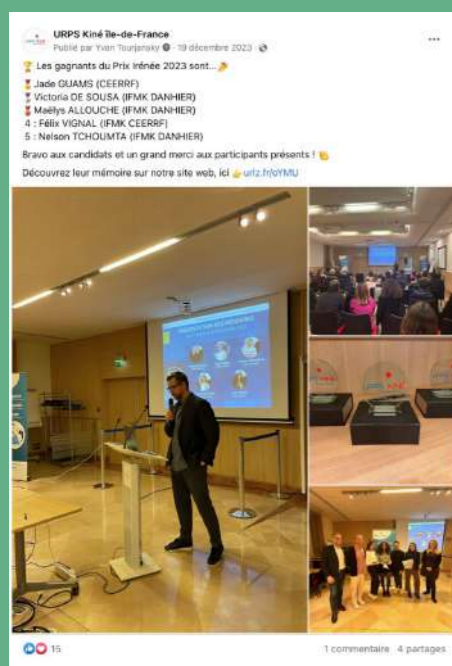 URPS Kiné Île-de-France
Publié par Yvan Tourjansky · 19 décembre 2023
🏆 Les gagnants du Prix Irénée 2023 sont...
🥇 Jade GUAMS (CEERRF)
🥈 Victoria DE SOUSA (IFMK DANHIER)
🥉 Maëlys ALLOUCHE (IFMK DANHIER)
4 : Félix VIGNAL (IFMK CEERRF)
5 : Nelson TCHOUMTA (IFMK DANHIER)
Bravo aux candidats et un grand merci aux participants présents !
Découvrez leur mémoire sur notre site web, ici 👉 urlz.fr/oYMU
URPS KINÉ
15
1 commentaire 4 partages